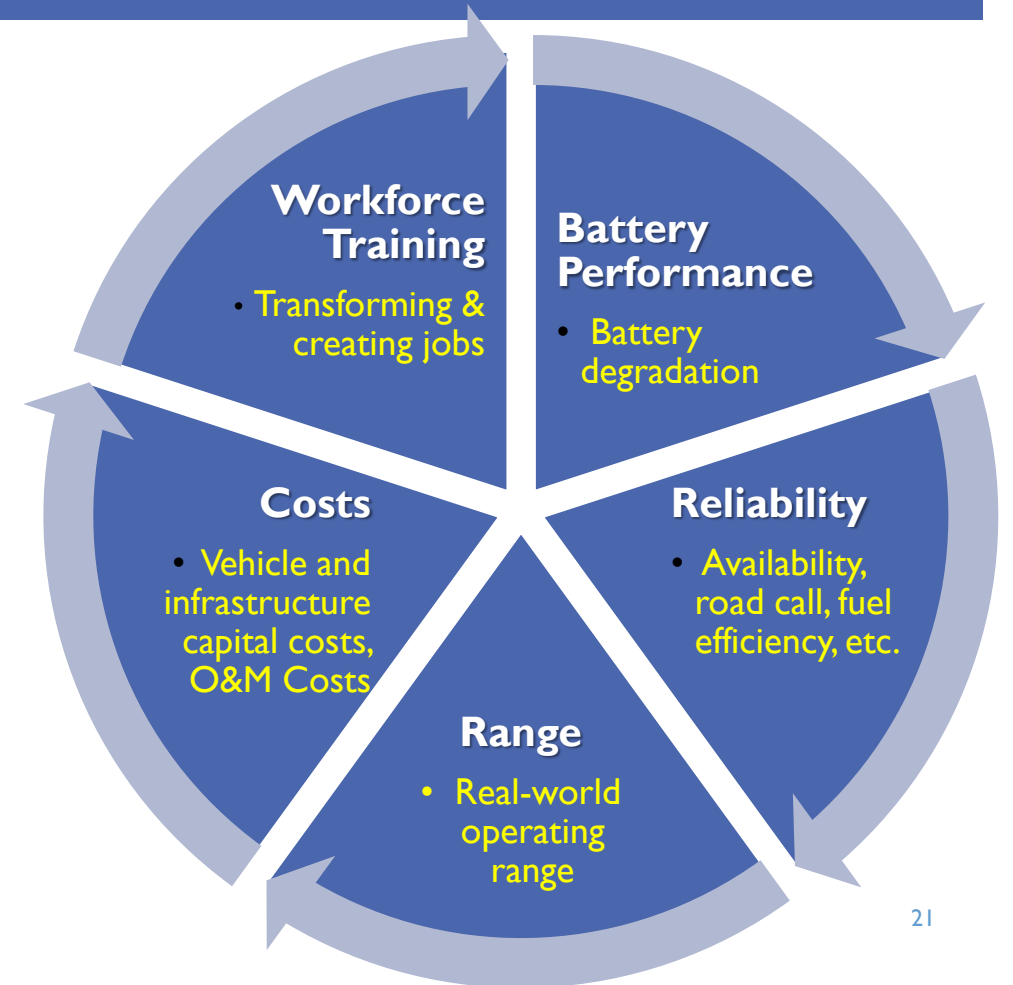 Workforce
Training
• Transforming &
creating jobs
Battery
Performance
• Battery
degradation
Reliability
• Availability,
road call, fuel
efficiency, etc.
Range
• Real-world
operating
range
Costs
• Vehicle and
infrastructure
capital costs,
O&M Costs
21